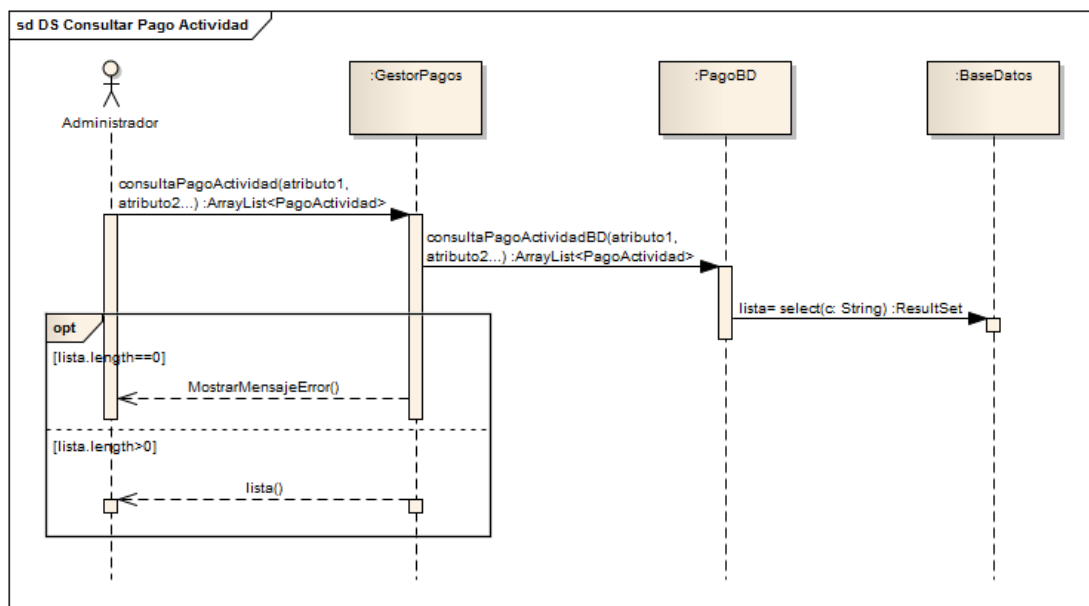 sd DS Consultar Pago Actividad
:GestorPagos
:PagoBD
:BaseDatos
Administrador
consultaPagoActividad(atributo1,
atributo2...) :ArrayList<PagoActividad>
consultaPagoActividadBD(atributo1,
atributo2...) :ArrayList<PagoActividad>
lista= select(c: String) :ResultSet
opt
[lista.length==0]
MostrarMensajeError()
[lista.length>0]
lista()